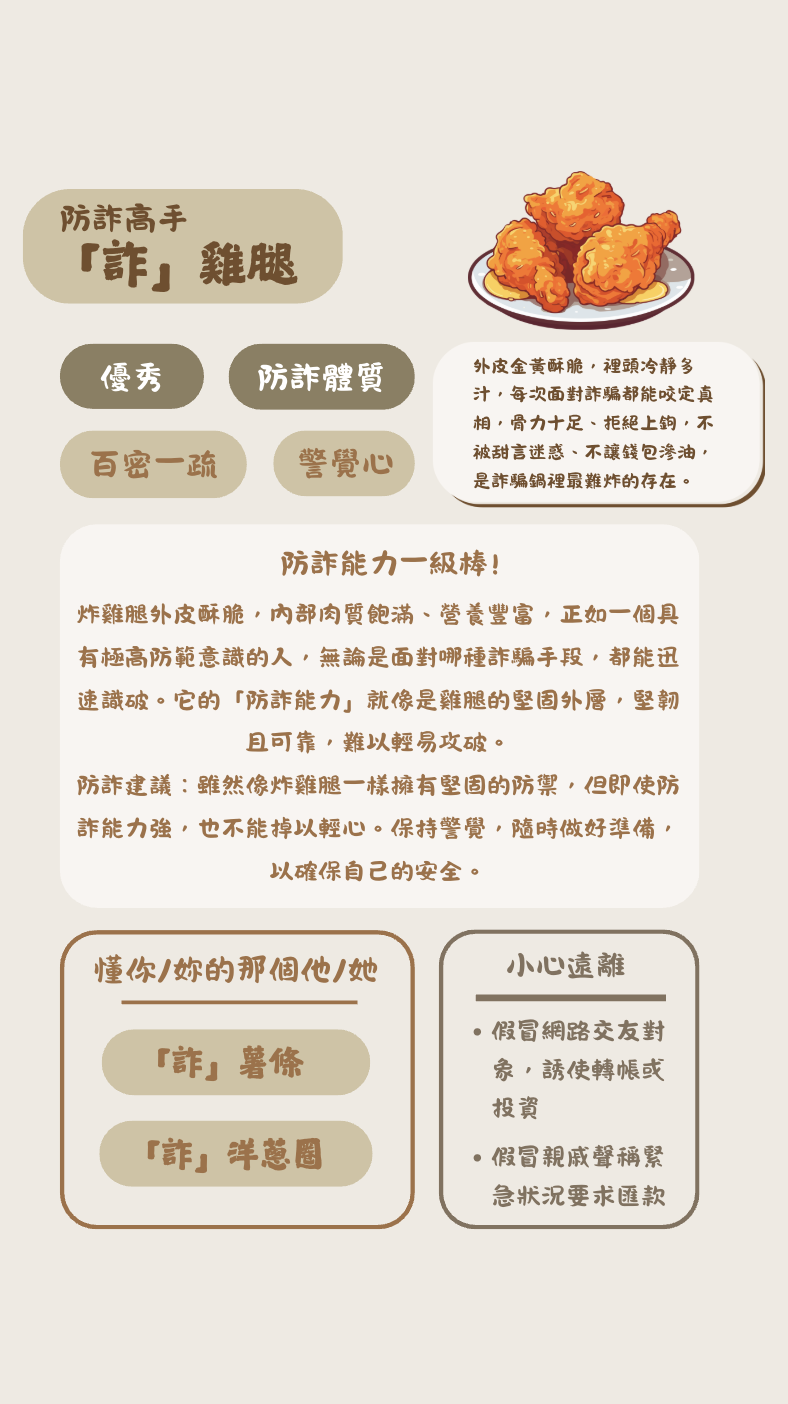 防詐高手
「詐」雞腿
優秀
防詐體質
百密一疏
警覺心
外皮金黃酥脆，裡頭冷靜多
汁，每次面對詐騙都能咬定真
相，骨力十足、拒絕上鉤，不
被甜言迷惑、不讓錢包滲油，
是詐騙鍋裡最難炸的存在。
防詐能力一級棒！
炸雞腿外皮酥脆，內部肉質飽滿、營養豐富，正如一個具
有極高防範意識的人，無論是面對哪種詐騙手段，都能迅
速識破。它的「防詐能力」就像是雞腿的堅固外層，堅韌
且可靠，難以輕易攻破。
防詐建議：雖然像炸雞腿一樣擁有堅固的防禦，但即使防
詐能力強，也不能掉以輕心。保持警覺，隨時做好準備，
以確保自己的安全。
懂你/妳的那個他/她
「詐」薯條
「詐」洋蔥圈
小心遠離
• 假冒網路交友對
象，誘使轉帳或
投資
• 假冒親戚聲稱緊
急狀況要求匯款